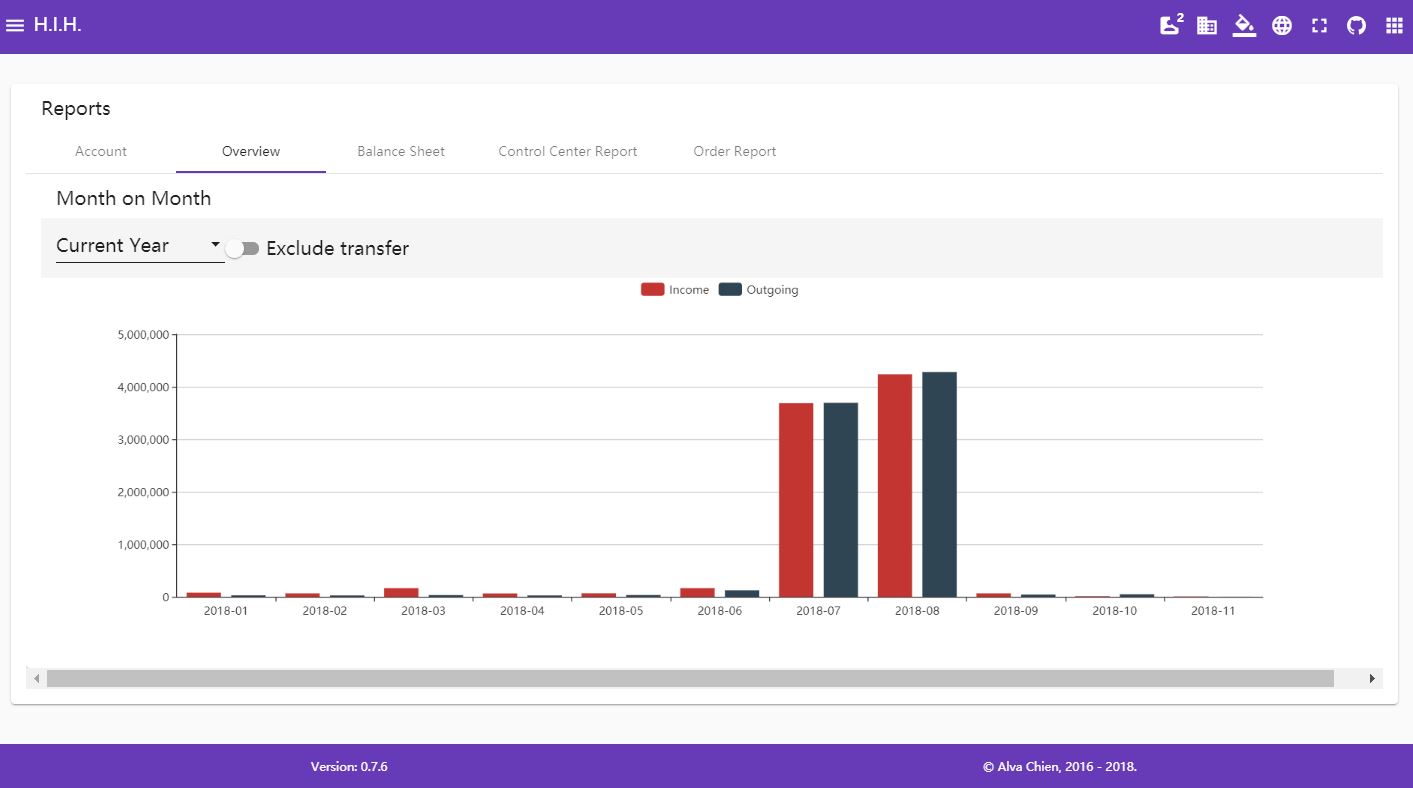 H.I.H.
2
Reports
Account Overview Balance Sheet Control Center Report Order Report
Month on Month
Current Year Exclude transfer
Income Outgoing
5,000,000
4,000,000
3,000,000
2,000,000
1,000,000
0
2018-01 2018-02 2018-03 2018-04 2018-05 2018-06 2018-07 2018-08 2018-09 2018-10 2018-11
Version: 0.7.6 © Alva Chien, 2016 - 2018.